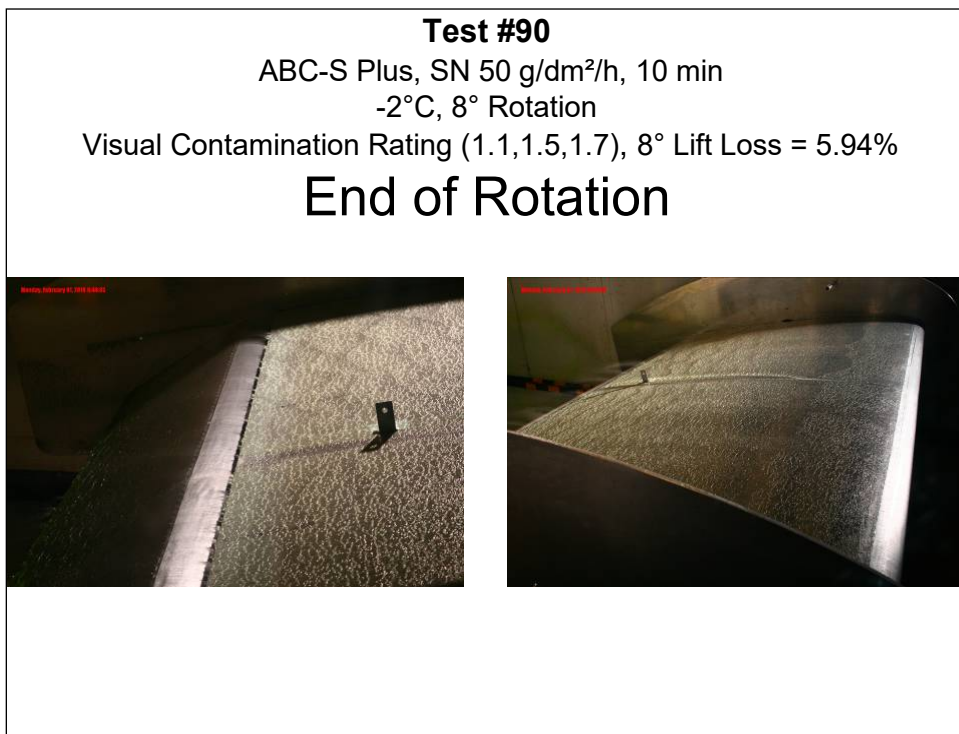 Test #90
ABC-S Plus, SN 50 g/dm²/h, 10 min
-2°C, 8° Rotation
Visual Contamination Rating (1.1,1.5,1.7), 8° Lift Loss = 5.94%
End of Rotation